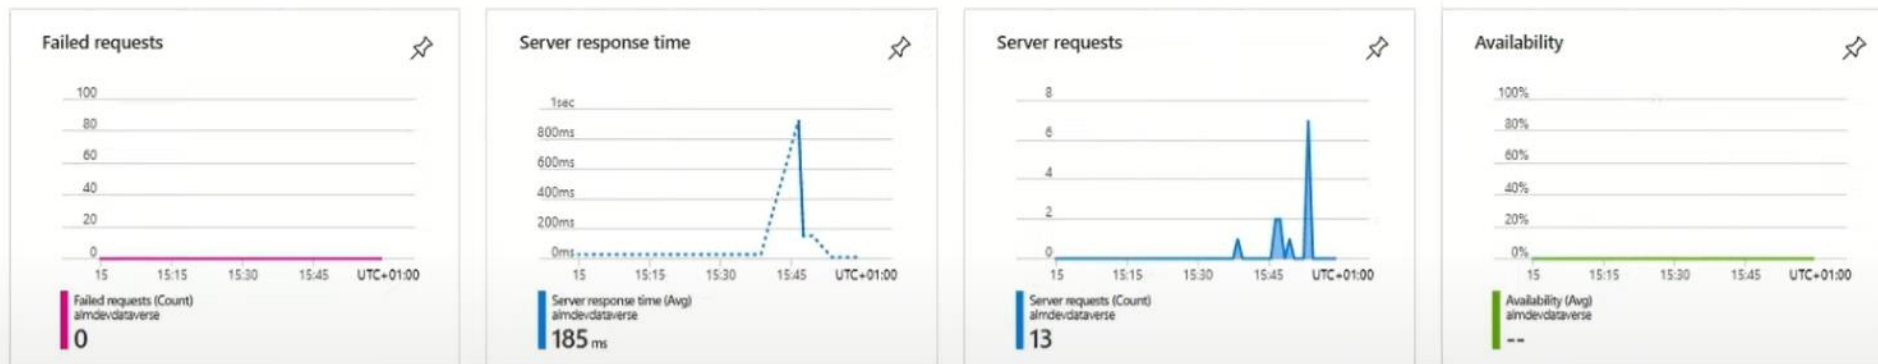 Failed requests
100
80
60
40
20
0
15 15:15 15:30 15:45 UTC+01:00
Failed requests (Count)
almdevdataverse
0
Server response time
1sec
800ms
600ms
400ms
200ms
0ms
15 15:15 15:30 15:45 UTC+01:00
Server response time (Avg)
almdevdataverse
185 ms
Server requests
8
6
4
2
0
15 15:15 15:30 15:45 UTC+01:00
Server requests (Count)
almdevdataverse
13
Availability
100%
80%
60%
40%
20%
0%
15 15:15 15:30 15:45 UTC+01:00
Availability (Avg)
almdevdataverse
--